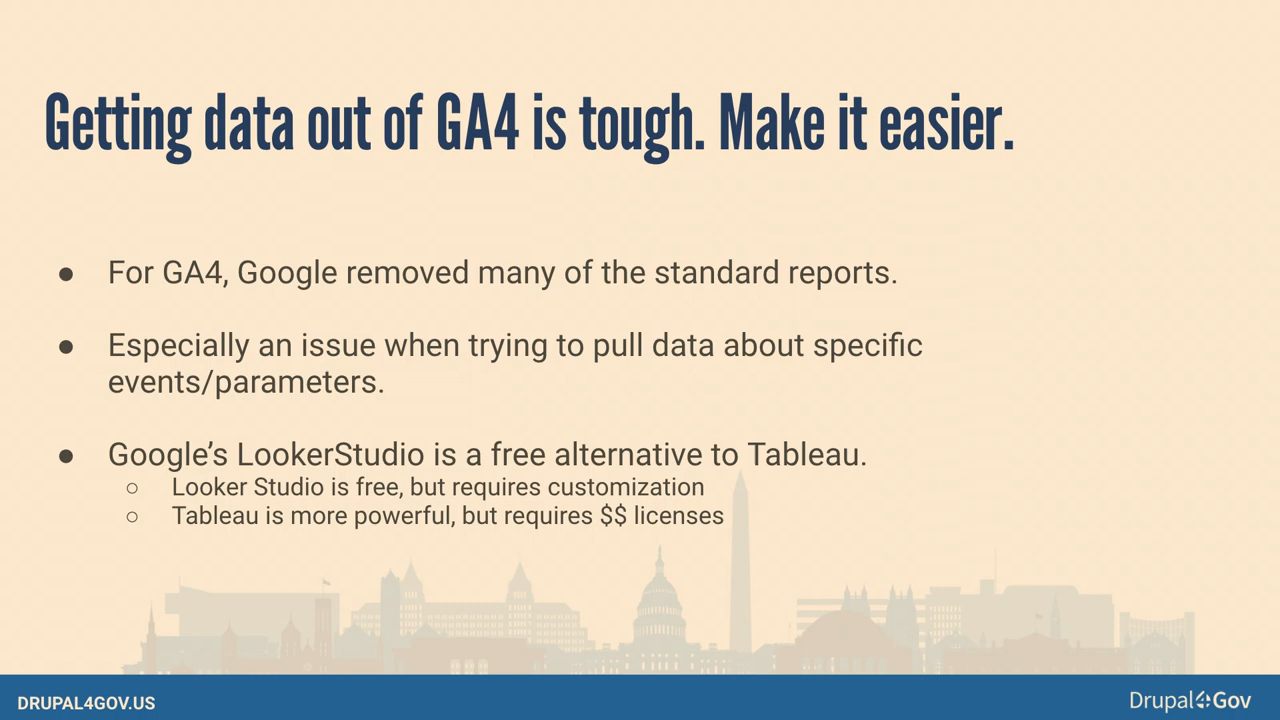 Getting data out of GA4 is tough. Make it easier.
● For GA4, Google removed many of the standard reports.
● Especially an issue when trying to pull data about specific
events/parameters.
● Google’s LookerStudio is a free alternative to Tableau.
○ Looker Studio is free, but requires customization
○ Tableau is more powerful, but requires $$ licenses
DRUPAL4GOV.US
Drupal4Gov